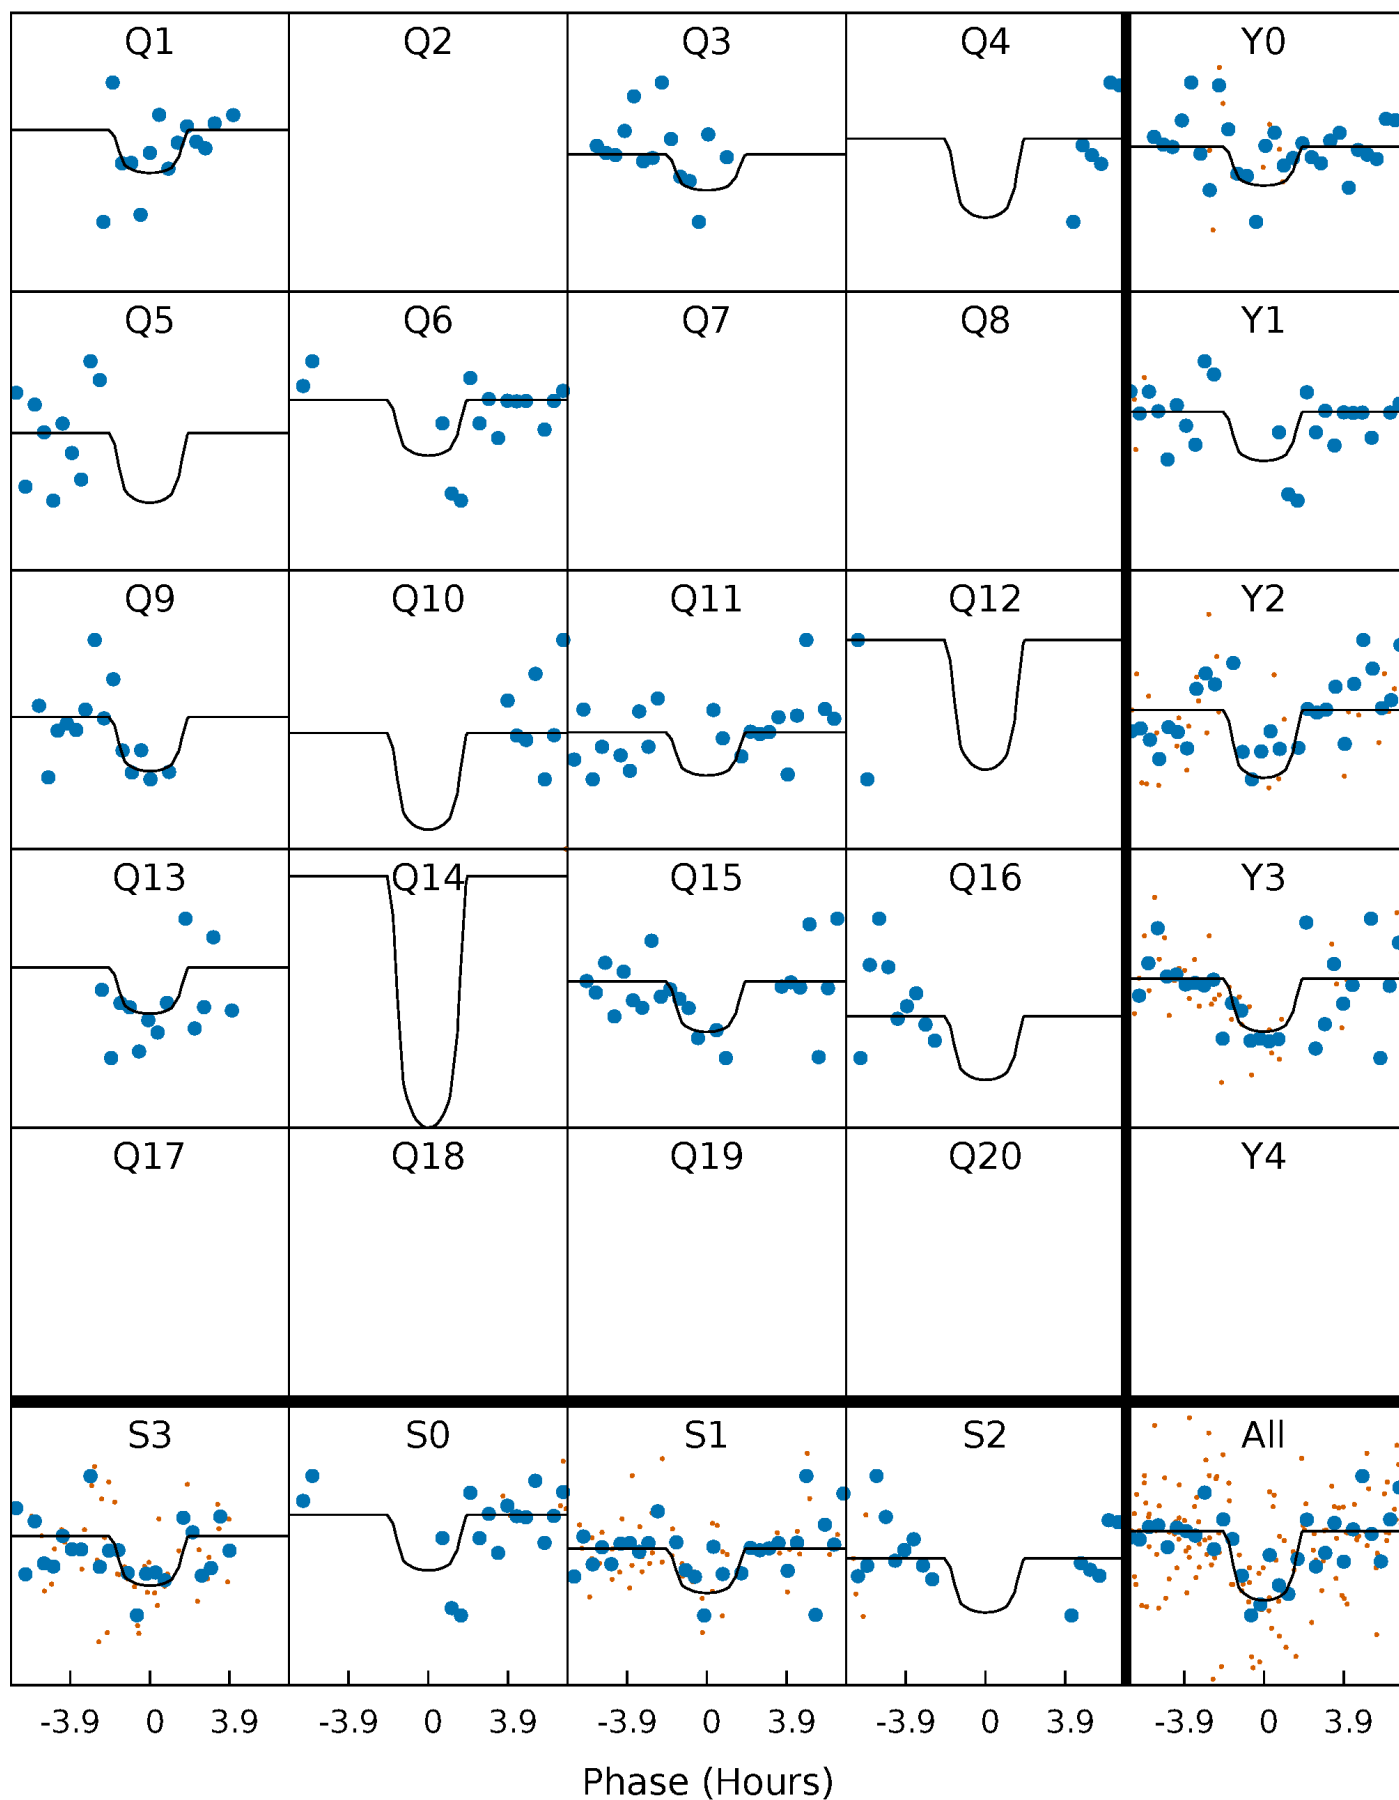 Q1 Q2 Q3 Q4 Y0
Q5 Q6 Q7 Q8 Y1
Q9 Q10 Q11 Q12 Y2
Q13 Q14 Q15 Q16 Y3
Q17 Q18 Q19 Q20 Y4
S3 S0 S1 S2 All
-3.9 0 3.9 -3.9 0 3.9 -3.9 0 3.9 -3.9 0 3.9 -3.9 0 3.9
Phase (Hours)